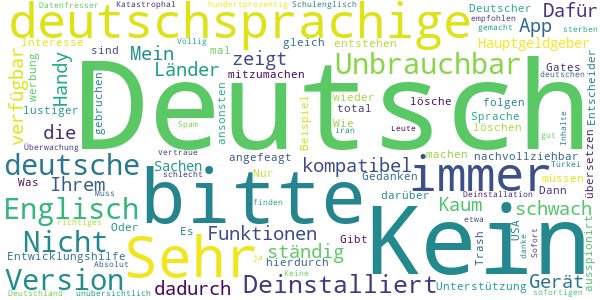 Datenfresser Katastrophal hundertprozentig Schulenglisch Deutscher Dafür
deutschsprachige
empfohlen App sterben
gemacht
Interesse Völlig mal gleich entstehen Hauptgeldgeber
verfügbar
werbung
lustiger
Handy
sind
gebrochen
Mein
Länder
zeigt
ansonsten
Unbrauchbar
Gates
deutschen
Entscheider
die
Spam
Wie
Beispiel
iran
wieder
total
Leute
lösche
löschen
folgen
Sprache
gut
Inhalte
übersetzen
Deutsch
Überwachung
Vertraue
schlecht
angefeagt
nachvollziehbar
machen
Türkei
deutsche
Was
Ihrem
Muss
Sachen
Nur
kompatibel
Gedanken
immer
müssen
Dann
bitte
finden
darüber
Deinstallation
Englisch
richtiges
Oder
Es
Funktionen
Kaum
schwach
Kein
etwa
Trash
USA
danke
Sofort
ausspioniert
Nicht
Entwicklungshilfe
Absolut
Sehr
ja
ständig
hierdurch
Gibt
Keine
Version
dadurch
Deinstalliert
Unterstützung
Gerät
Deutschland
unübersichtlich
sofortigen
mitzumachen